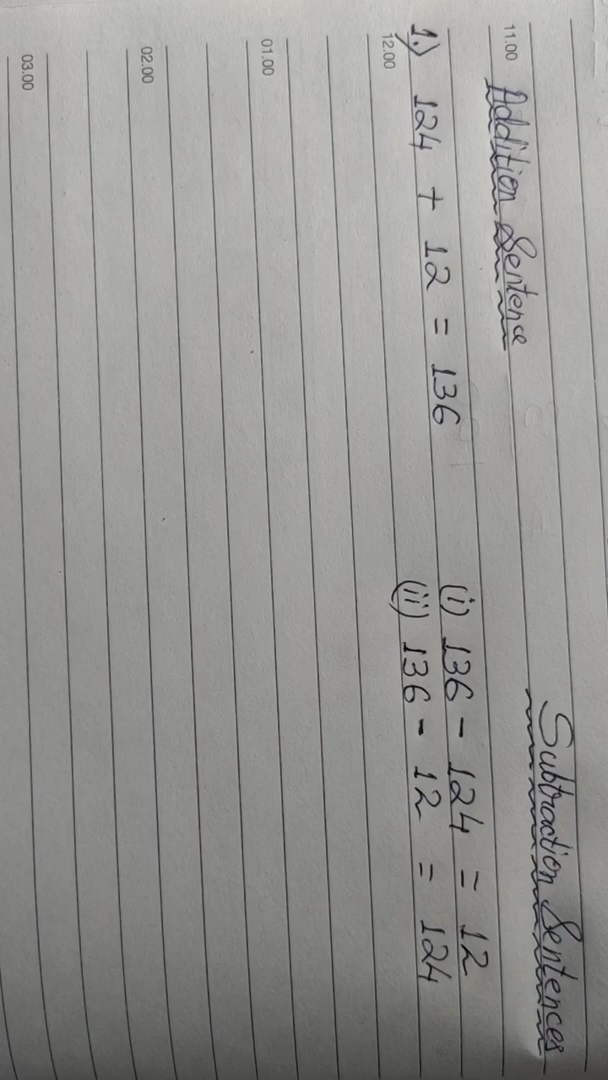 11.00 Addition Sentence Subtraction Sentences
1.) 124 + 12 = 136 (i) 136 - 124 = 12
12.00 (ii) 136 - 12 = 124
01.00
02.00
03.00